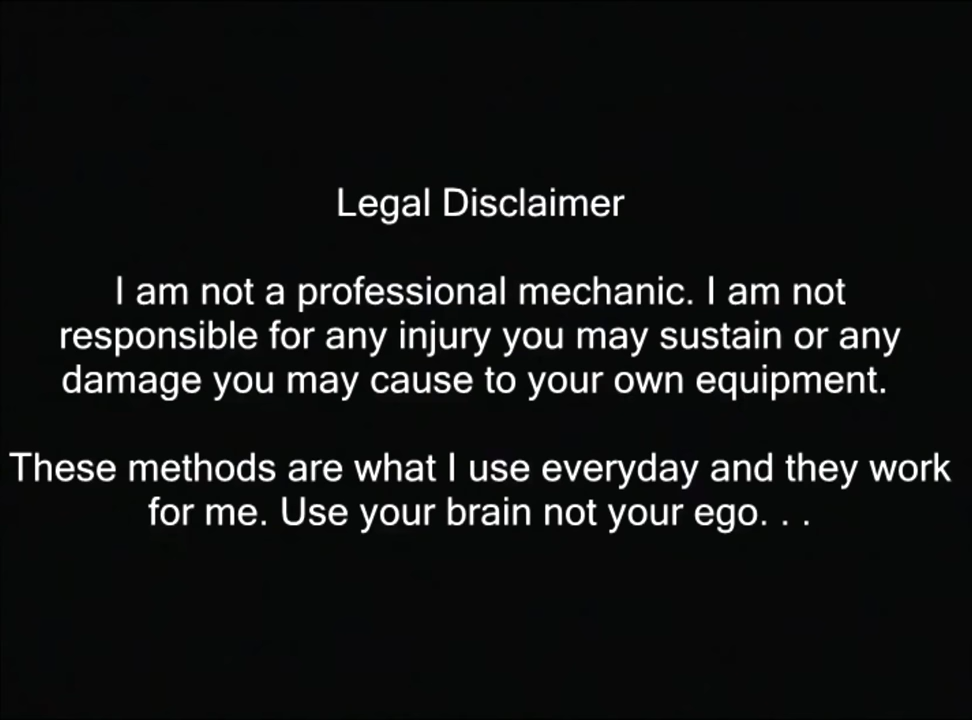 Legal Disclaimer
I am not a professional mechanic. I am not
responsible for any injury you may sustain or any
damage you may cause to your own equipment.
These methods are what I use everyday and they work
for me. Use your brain not your ego. . .